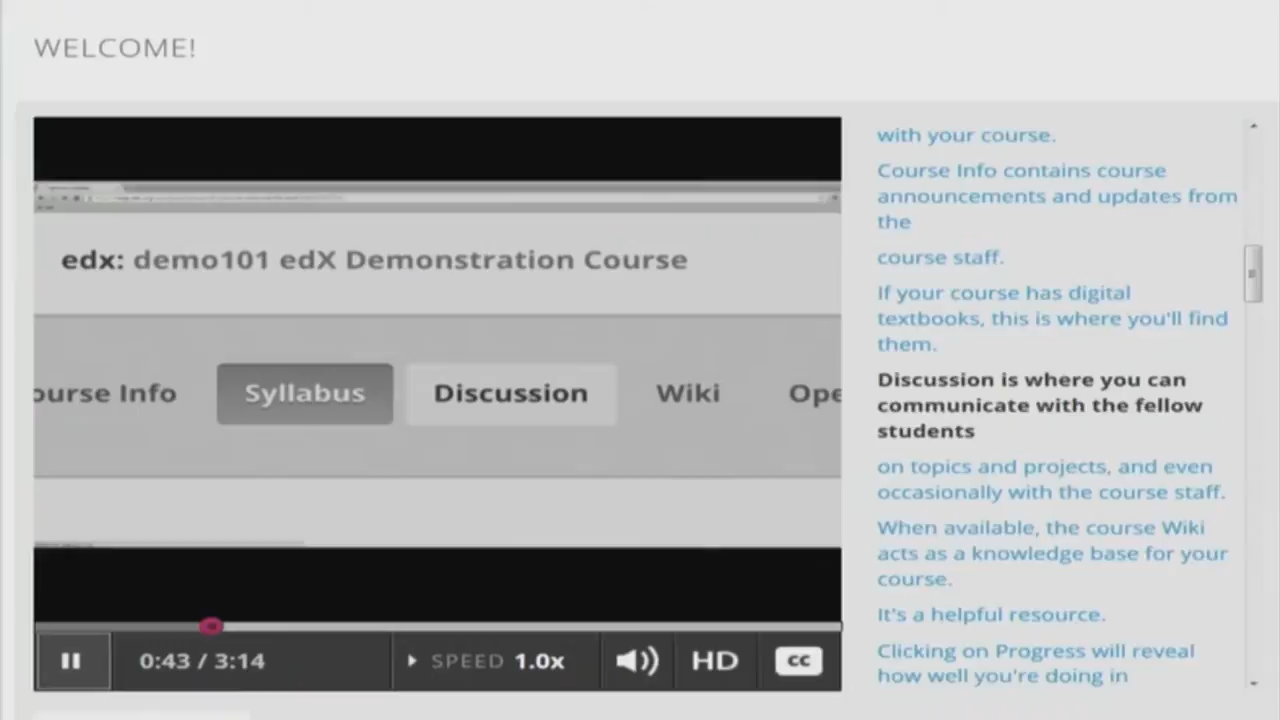 WELCOME!
edx: demo101 edX Demonstration Course
ourse Info
Syllabus
Discussion
Wiki
Ope
0:43 / 3:14
SPEED 1.0x
HD
CC
with your course.
Course Info contains course
announcements and updates from
the
course staff.
If your course has digital
textbooks, this is where you'll find
them.
Discussion is where you can
communicate with the fellow
students
on topics and projects, and even
occasionally with the course staff.
When available, the course Wiki
acts as a knowledge base for your
course.
It's a helpful resource.
Clicking on Progress will reveal
how well you're doing in